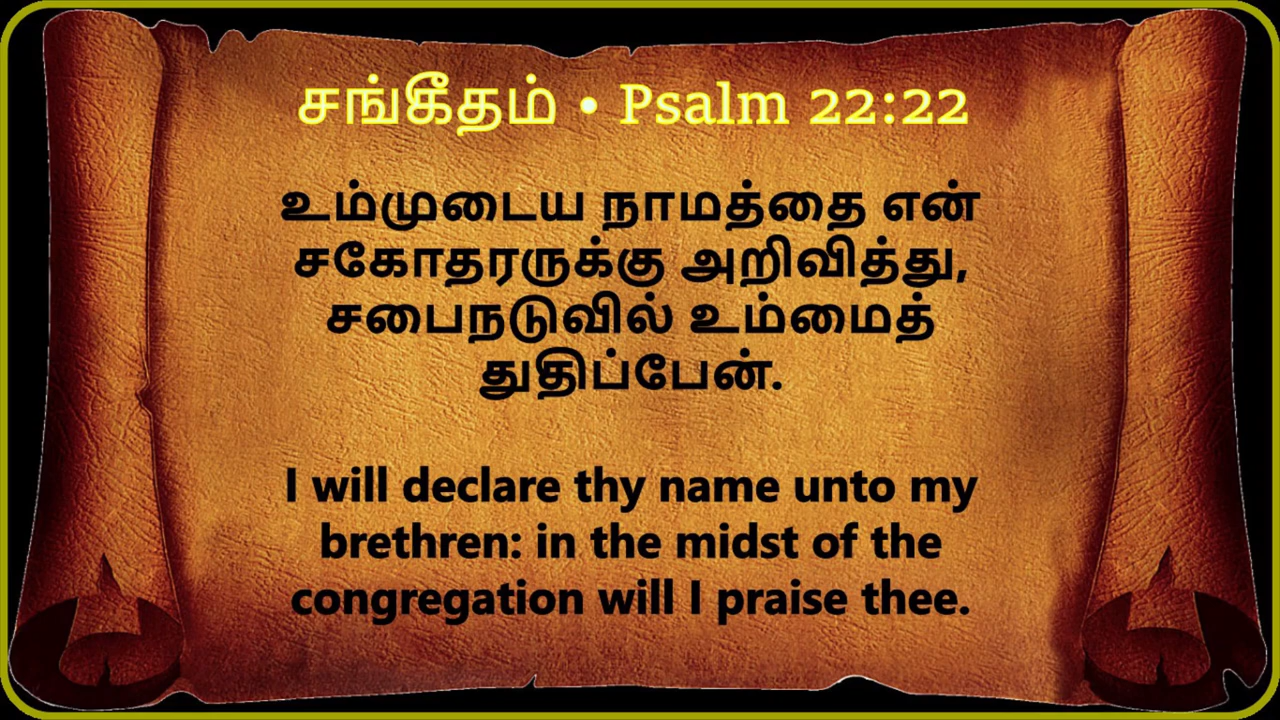 சங்கீதம் • Psalm 22:22
உம்முடைய நாமத்தை என்
சகோதரருக்கு அறிவித்து,
சபைநடுவில் உம்மைத்
துதிப்பேன்.
I will declare thy name unto my
brethren: in the midst of the
congregation will I praise thee.